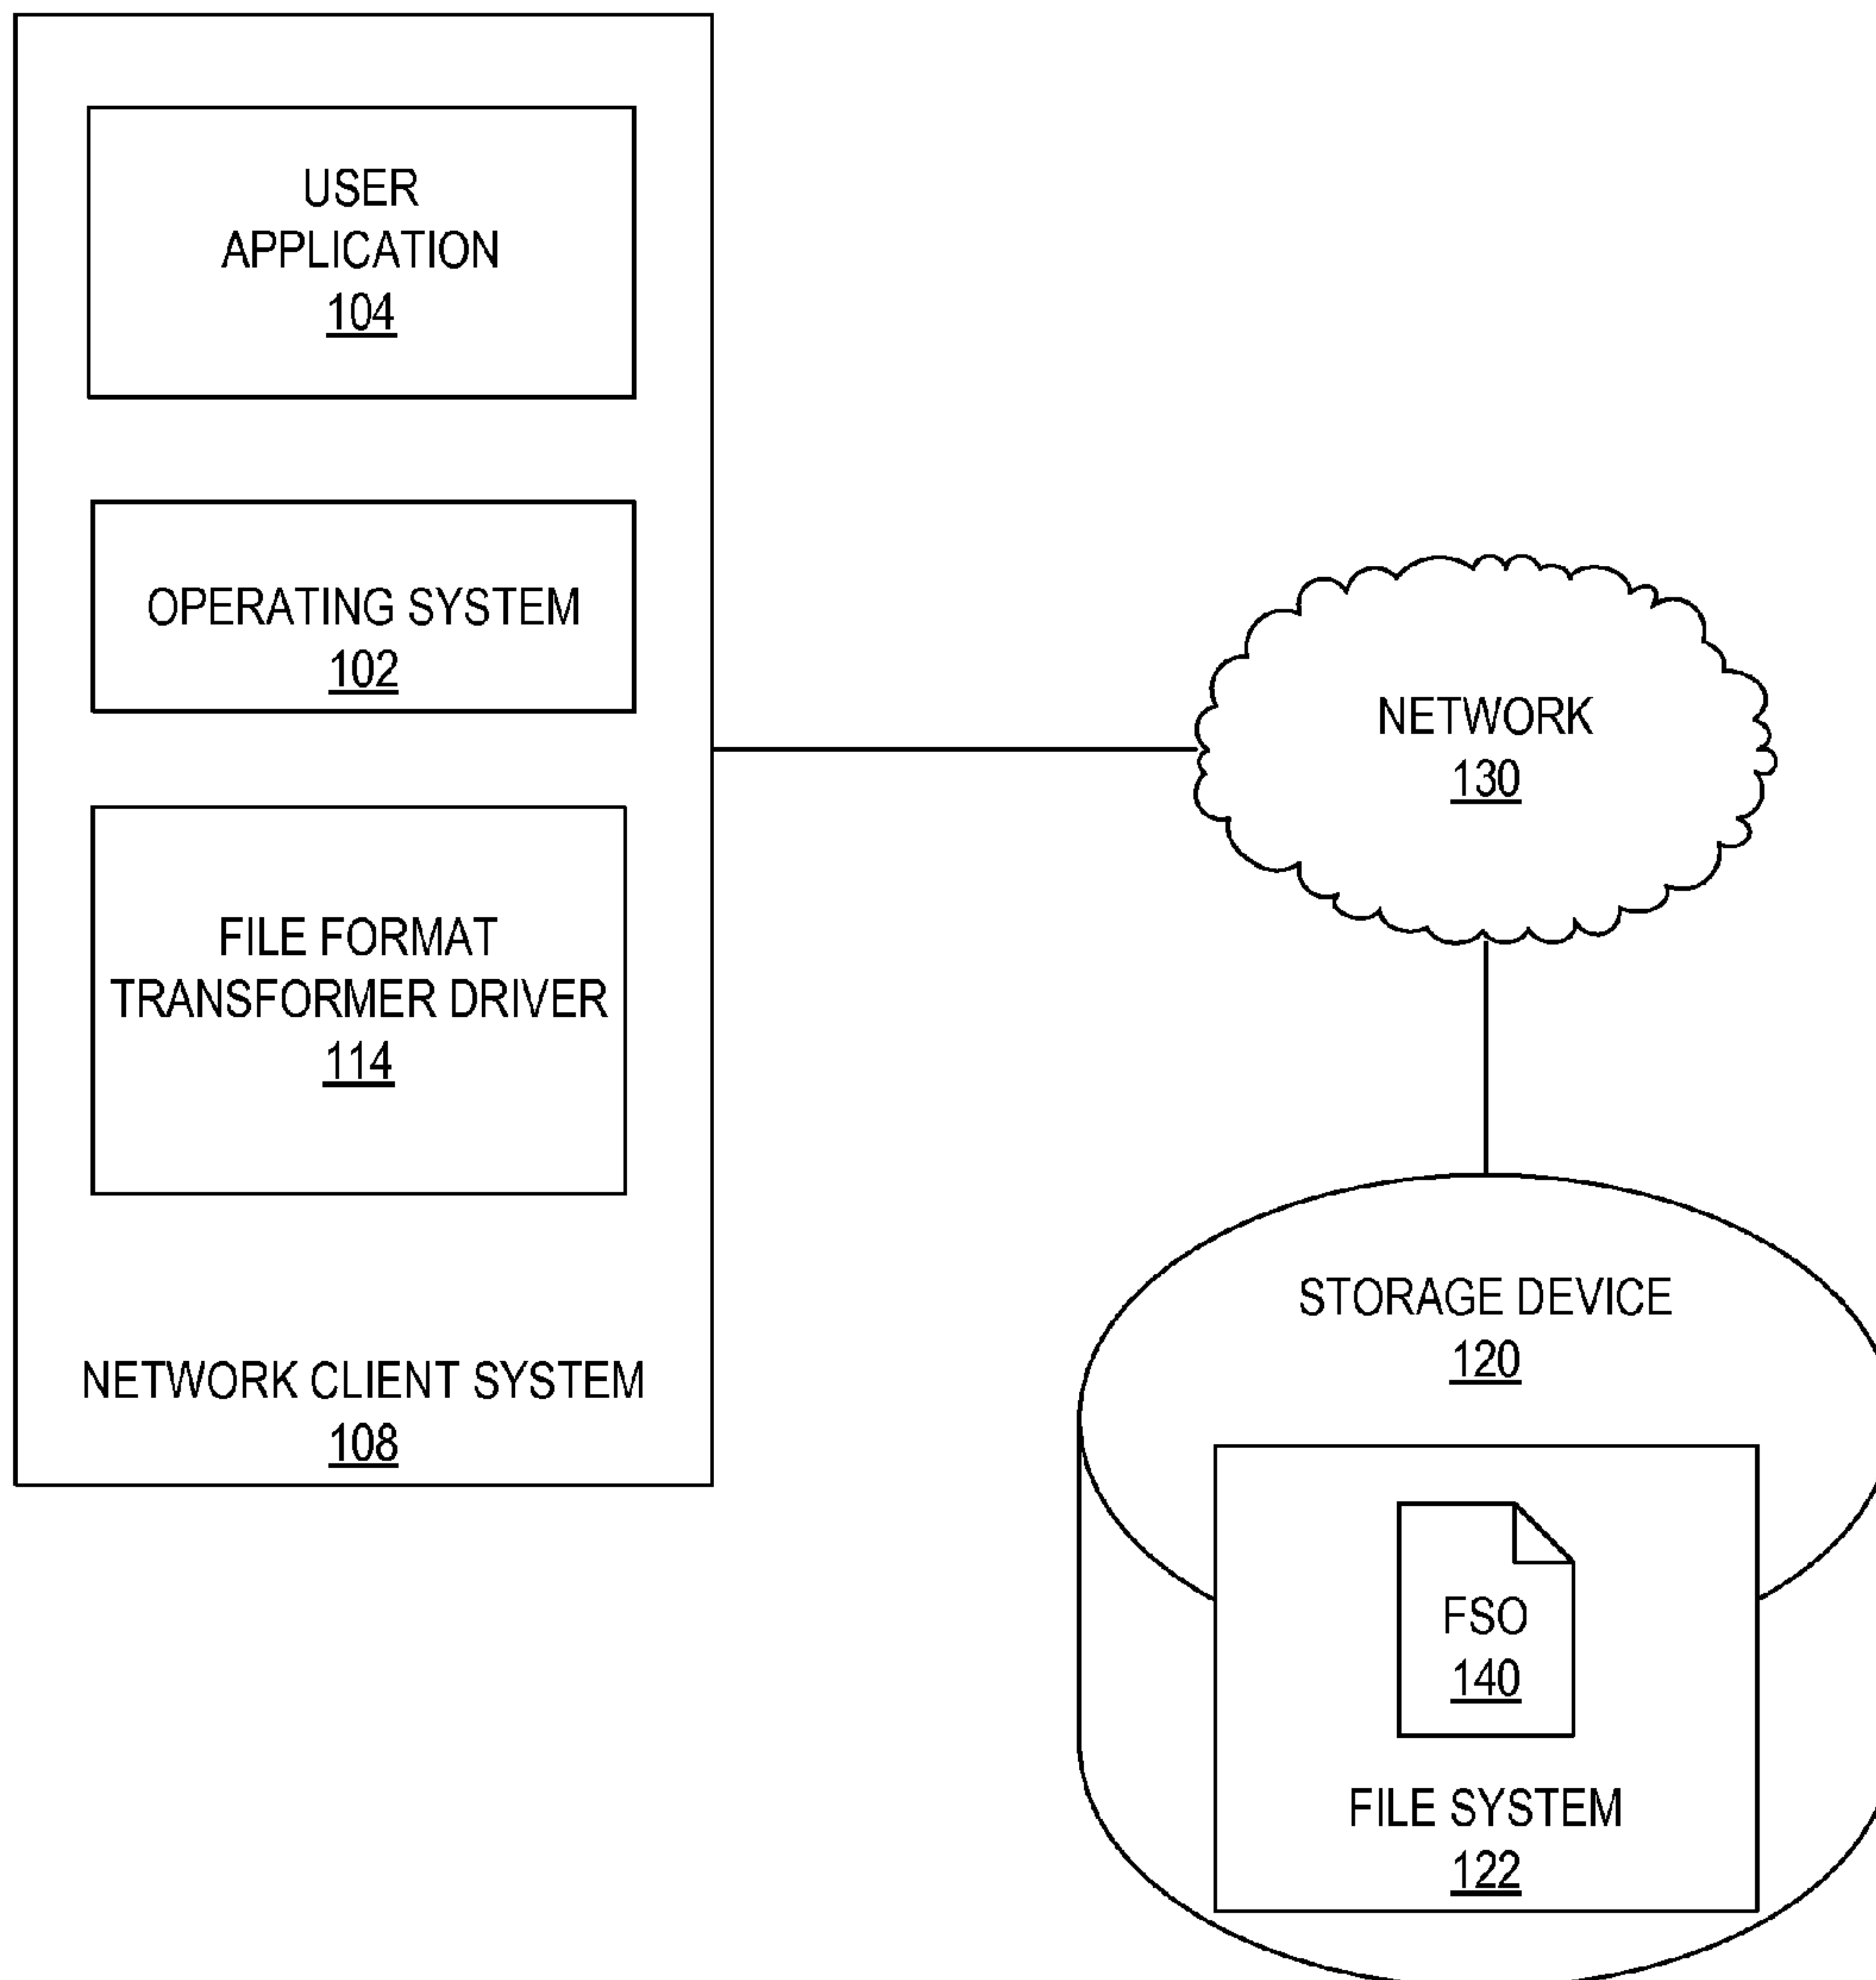 USER
APPLICATION
104
OPERATING SYSTEM
102
FILE FORMAT
TRANSFORMER DRIVER
114
NETWORK CLIENT SYSTEM
108
NETWORK
130
STORAGE DEVICE
120
FSO
140
FILE SYSTEM
122